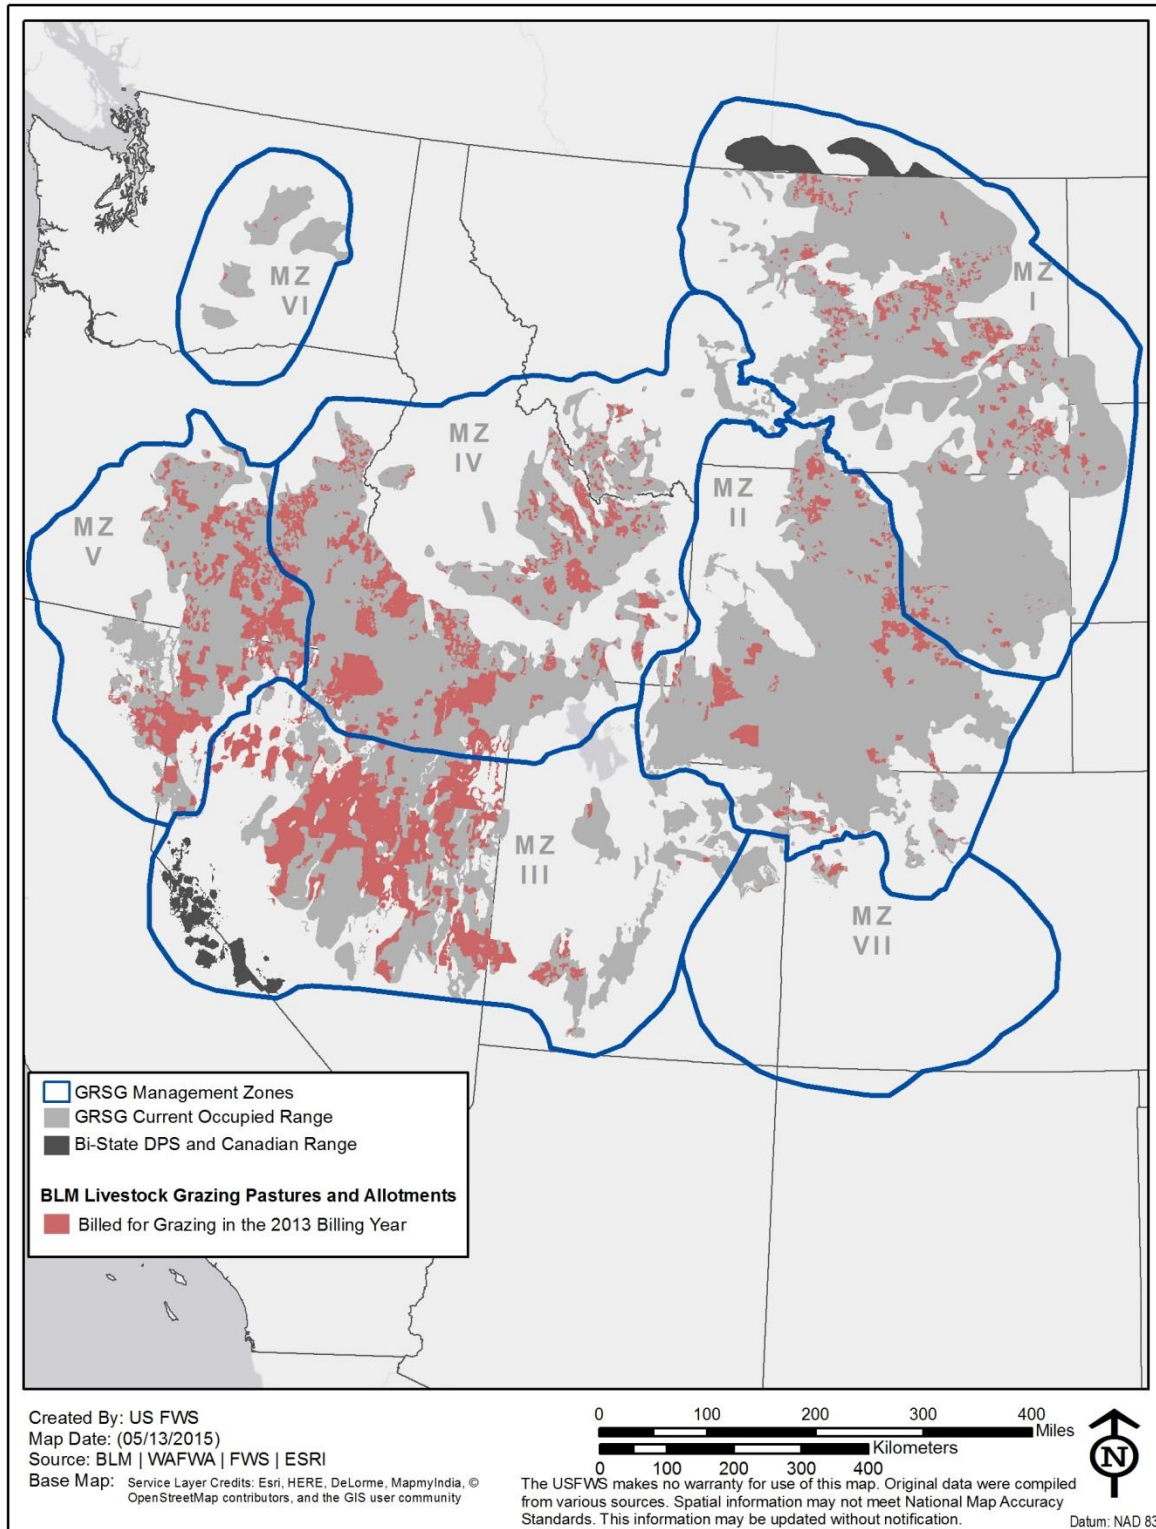 MZ
I
MZ
VI
MZ
IV
MZ
II
MZ
V
MZ
III
MZ
VII
GRSG Management Zones
GRSG Current Occupied Range
Bi-State DPS and Canadian Range
BLM Livestock Grazing Pastures and Allotments
Billed for Grazing in the 2013 Billing Year
Created By: US FWS
Map Date: (05/13/2015)
Source: BLM | WAFWA | FWS | ESRI
Base Map: Service Layer Credits: Esri, HERE, DeLorme, MapmyIndia, ©
OpenStreetMap contributors, and the GIS user community
0 100 200 300 400
Miles
Kilometers
0 100 200 300 400
The USFWS makes no warranty for use of this map. Original data were compiled
from various sources. Spatial information may not meet National Map Accuracy
Standards. This information may be updated without notification.
N
Datum: NAD 83